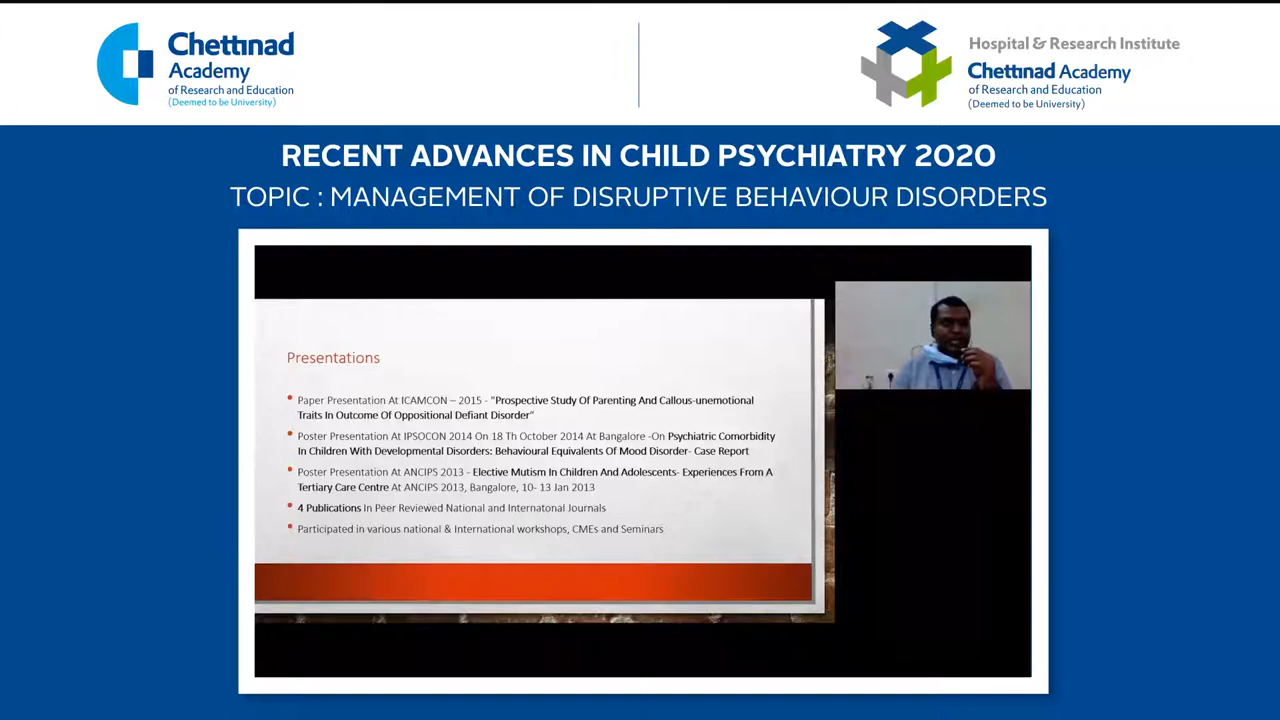 Chettinad
Academy
of Research and Education
(Deemed to be University)
Hospital & Research Institute
Chettinad Academy
of Research and Education
(Deemed to be University)
RECENT ADVANCES IN CHILD PSYCHIATRY 2020
TOPIC : MANAGEMENT OF DISRUPTIVE BEHAVIOUR DISORDERS
Presentations
• Paper Presentation At ICAMCON – 2015 - "Prospective Study Of Parenting And Callous-unemotional
Traits In Outcome Of Oppositional Defiant Disorder"
• Poster Presentation At IPSOCON 2014 On 18 Th October 2014 At Bangalore -On Psychiatric Comorbidity
In Children With Developmental Disorders: Behavioural Equivalents Of Mood Disorder- Case Report
• Poster Presentation At ANCIPS 2013 - Elective Mutism In Children And Adolescents- Experiences From A
Tertiary Care Centre At ANCIPS 2013, Bangalore, 10- 13 Jan 2013
• 4 Publications In Peer Reviewed National and Internatonal Journals
• Participated in various national & International workshops, CMEs and Seminars